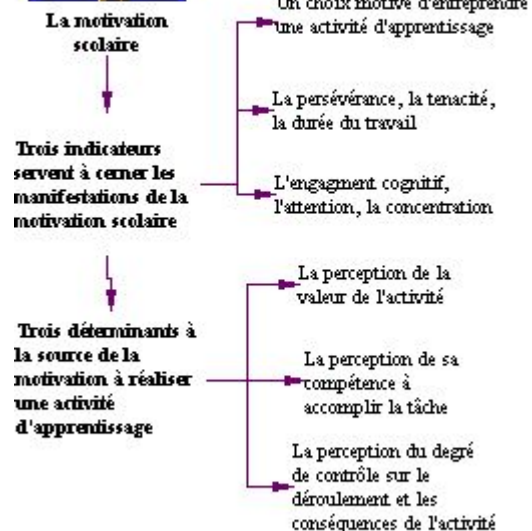 La motivation
scolaire
Un choix motivé d'entreprendre
une activité d'apprentissage
La persévérance, la tenacité,
la durée du travail
Trois indicateurs
servent à cerner les
manifestations de la
motivation scolaire
L'engagment cognitif,
l'attention, la concentration
La perception de la
valeur de l'activité
Trois déterminants à
la source de la
motivation à réaliser
une activité
d'apprentissage
La perception de sa
compétence à
accomplir la tâche
La perception du degré
de contrôle sur le
déroulement et les
conséquences de l'activité